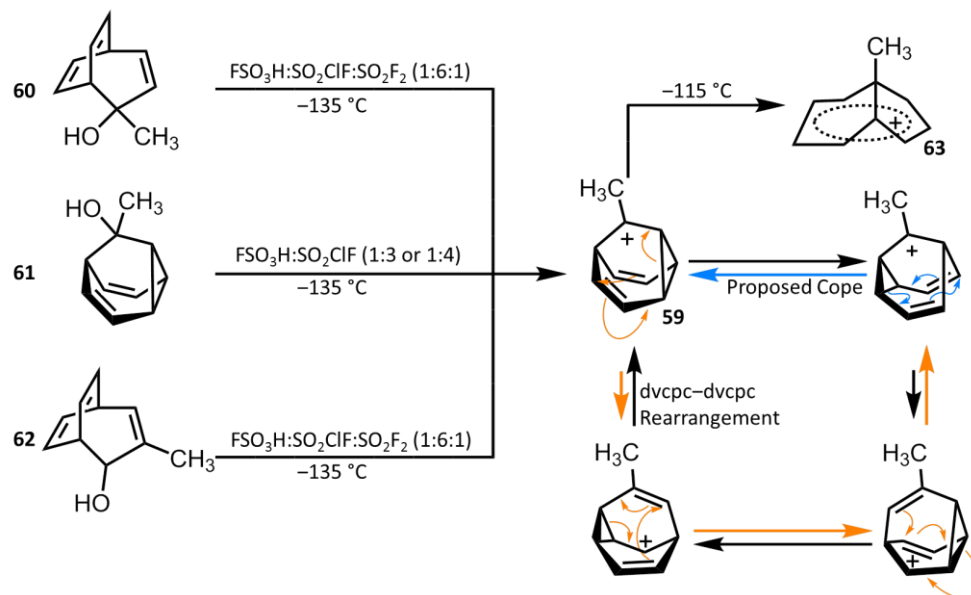 60
HO
CH3
FSO3H:SO2ClF:SO2F2 (1:6:1)
–135 °C
61
HO
CH3
FSO3H:SO2ClF (1:3 or 1:4)
–135 °C
62
HO
CH3
FSO3H:SO2ClF:SO2F2 (1:6:1)
–135 °C
–115 °C
CH3
+
63
H3C
+
59
Proposed Cope
H3C
+
dvcpc–dvcpc
Rearrangement
H3C
+
H3C
+